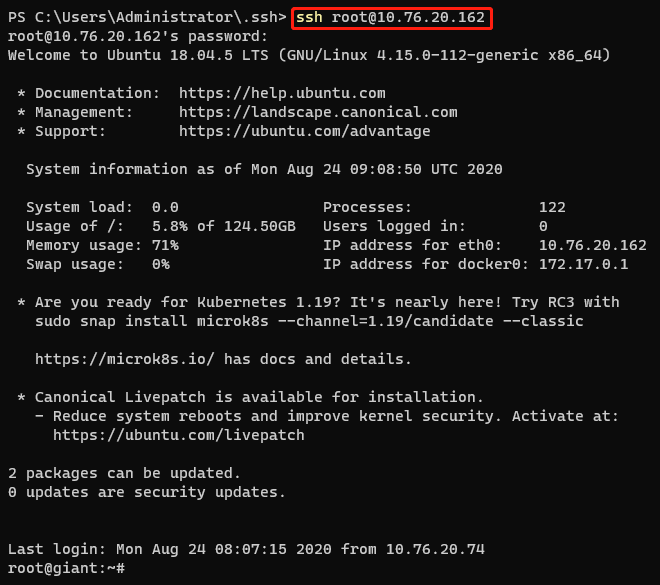 PS C:\Users\Administrator\.ssh> ssh root@10.76.20.162
root@10.76.20.162's password:
Welcome to Ubuntu 18.04.5 LTS (GNU/Linux 4.15.0-112-generic x86_64)
* Documentation:  https://help.ubuntu.com
* Management:     https://landscape.canonical.com
* Support:        https://ubuntu.com/advantage
System information as of Mon Aug 24 09:08:50 UTC 2020
System load:  0.0                Processes:              122
Usage of /:   5.8% of 124.50GB   Users logged in:        0
Memory usage: 71%                IP address for eth0:    10.76.20.162
Swap usage:   0%                 IP address for docker0: 172.17.0.1
* Are you ready for Kubernetes 1.19? It's nearly here! Try RC3 with
sudo snap install microk8s --channel=1.19/candidate --classic
https://microk8s.io/ has docs and details.
* Canonical Livepatch is available for installation.
- Reduce system reboots and improve kernel security. Activate at:
https://ubuntu.com/livepatch
2 packages can be updated.
0 updates are security updates.
Last login: Mon Aug 24 08:07:15 2020 from 10.76.20.74
root@giant:~#